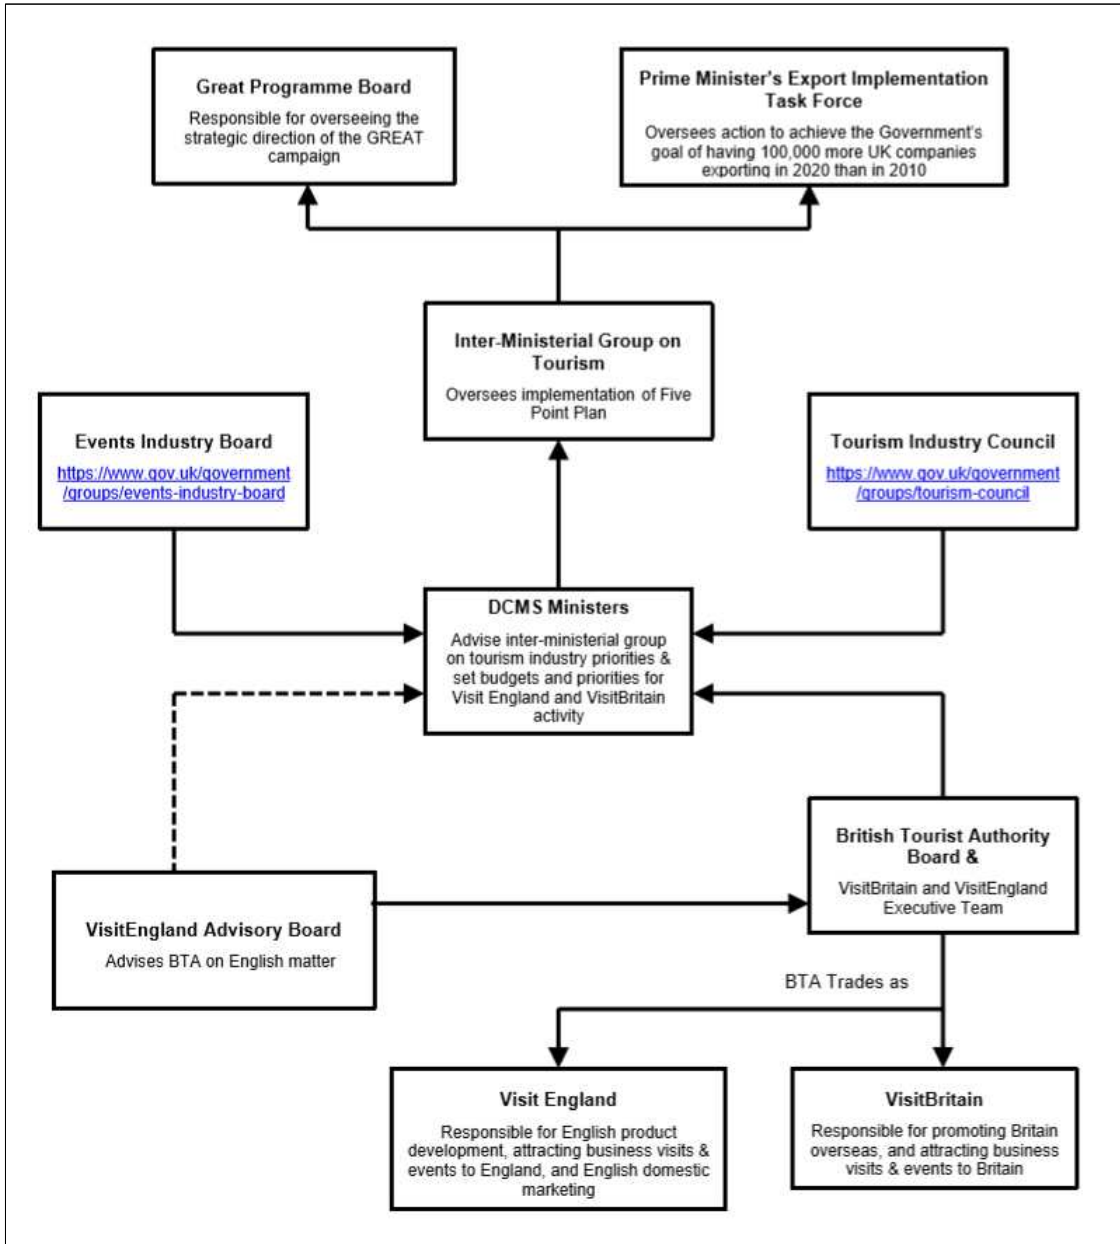 Great Programme Board
Responsible for overseeing the
strategic direction of the GREAT
campaign
Prime Minister's Export Implementation
Task Force
Oversees action to achieve the Government's
goal of having 100,000 more UK companies
exporting in 2020 than in 2010
Inter-Ministerial Group on
Tourism
Oversees implementation of Five
Point Plan
Events Industry Board
https://www.gov.uk/government
/groups/events-industry-board
Tourism Industry Council
https://www.gov.uk/government
/groups/tourism-council
DCMS Ministers
Advise inter-ministerial group
on tourism industry priorities &
set budgets and priorities for
Visit England and VisitBritain
activity
British Tourist Authority
Board &
VisitBritain and VisitEngland
Executive Team
VisitEngland Advisory Board
Advises BTA on English matter
BTA Trades as
Visit England
Responsible for English product
development, attracting business visits &
events to England, and English domestic
marketing
VisitBritain
Responsible for promoting Britain
overseas, and attracting business
visits & events to Britain